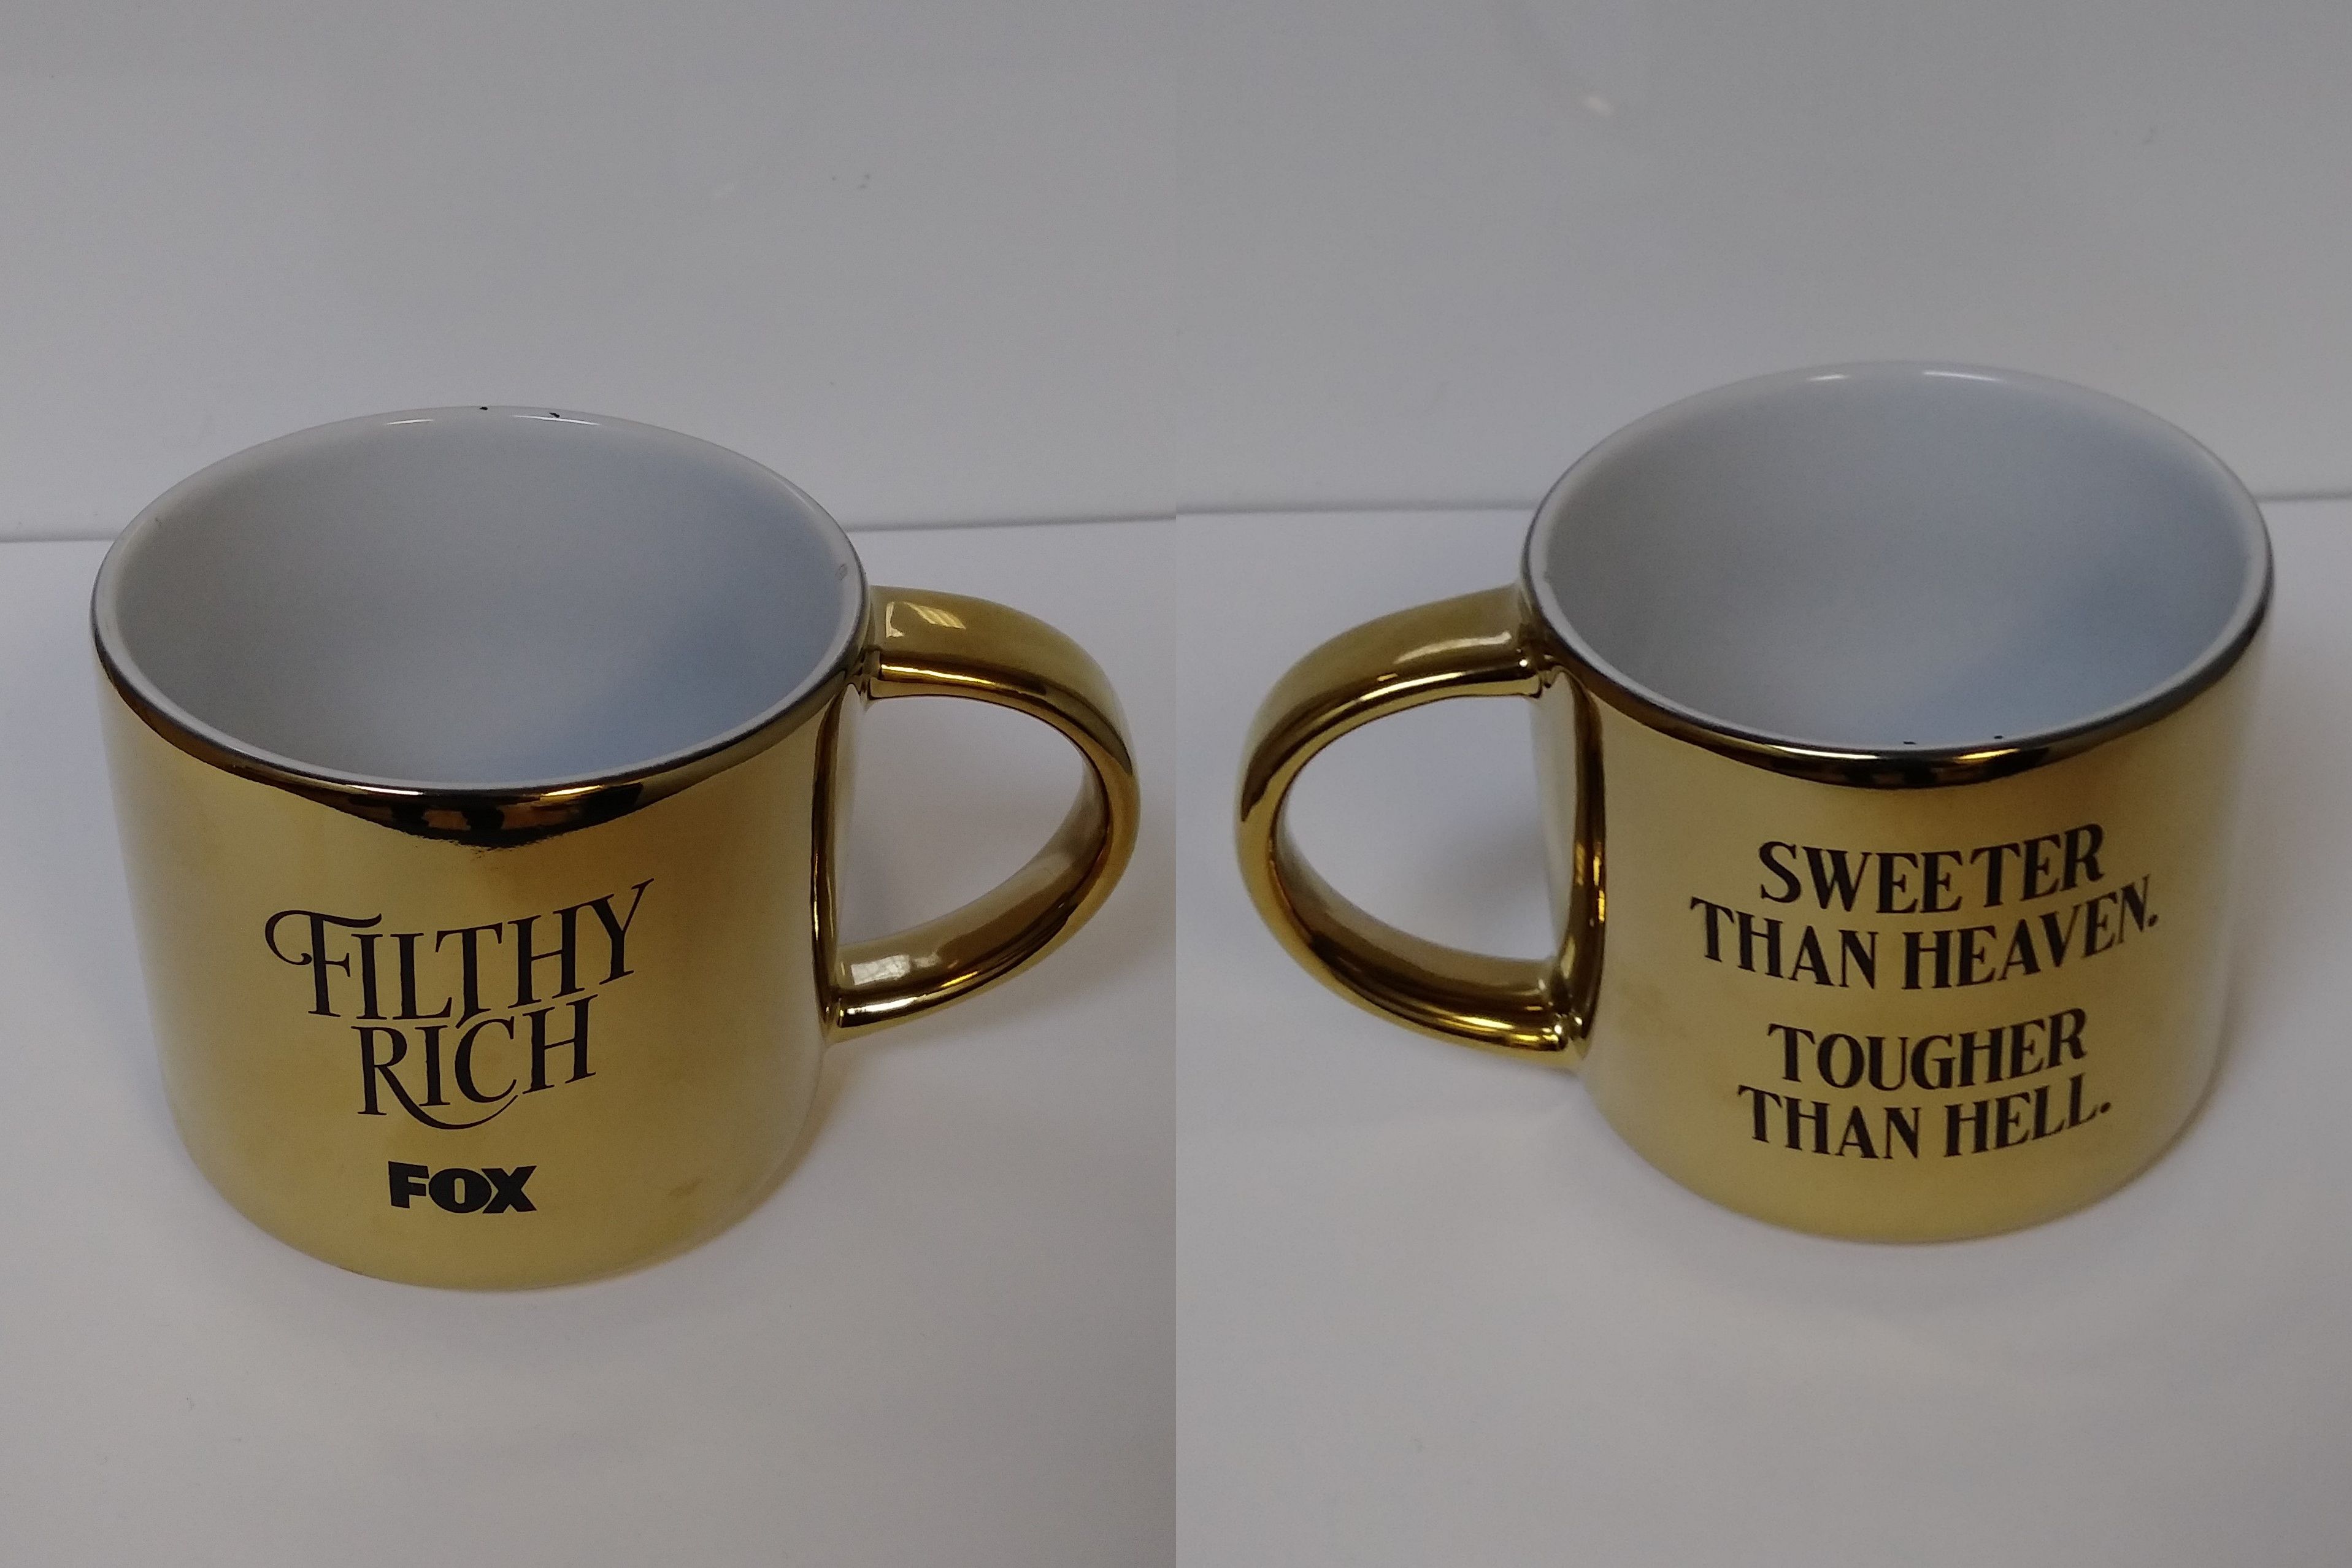 FILTHY
RICH
FOX
SWEETER
THAN HEAVEN.
TOUGHER
THAN HELL.